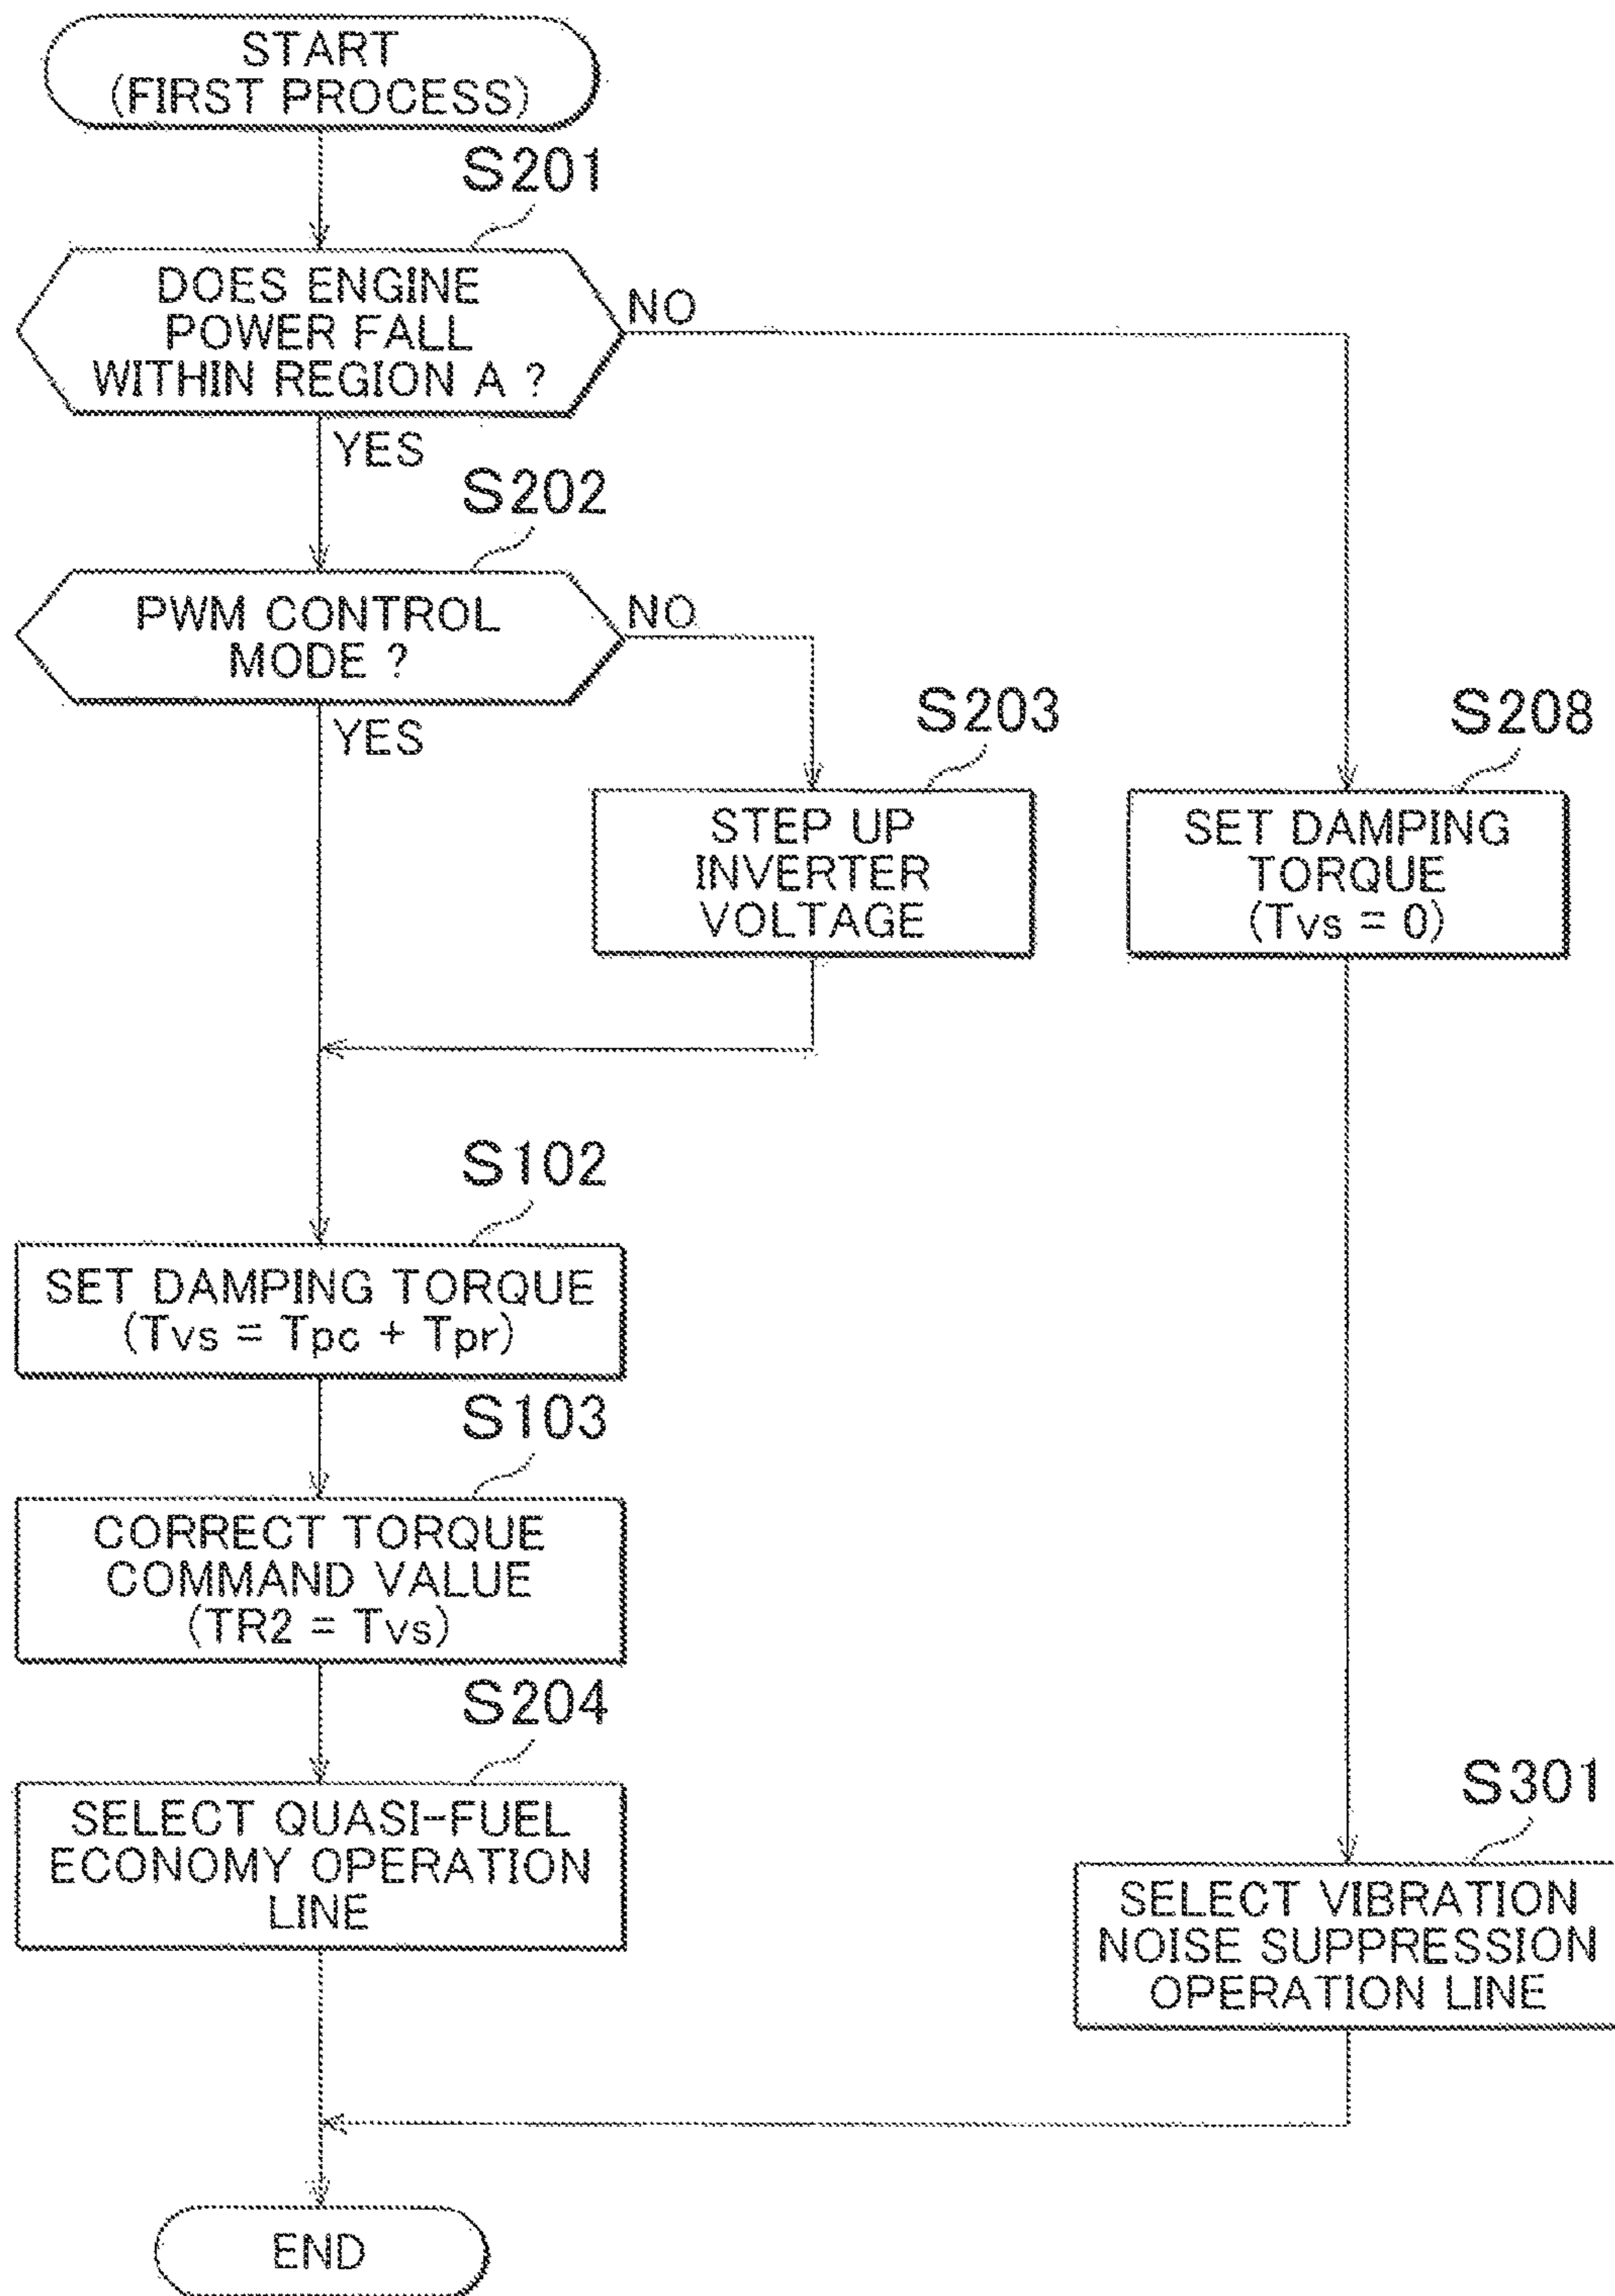 START
(FIRST PROCESS)
S201
DOES ENGINE
POWER FALL
WITHIN REGION A ?
NO
YES
S202
PWM CONTROL
MODE ?
NO
YES
S203
STEP UP
INVERTER
VOLTAGE
S208
SET DAMPING
TORQUE
(Tvs = 0)
S102
SET DAMPING TORQUE
(Tvs = Tpc + Tpr)
S103
CORRECT TORQUE
COMMAND VALUE
(TR2 = Tvs)
S204
SELECT QUASI-FUEL
ECONOMY OPERATION
LINE
S301
SELECT VIBRATION
NOISE SUPPRESSION
OPERATION LINE
END